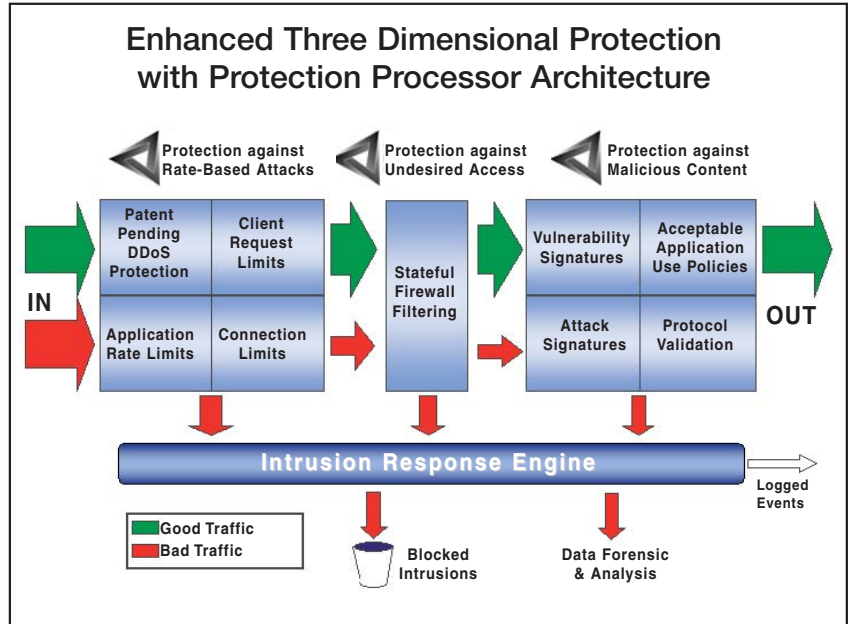 Enhanced Three Dimensional Protection
with Protection Processor Architecture
Protection against
Rate-Based Attacks
Protection against
Undesired Access
Protection against
Malicious Content
IN
Patent
Pending
DDoS
Protection
Client
Request
Limits
Application
Rate Limits
Connection
Limits
Stateful
Firewall
Filtering
Vulnerability
Signatures
Acceptable
Application
Use Policies
Attack
Signatures
Protocol
Validation
OUT
Intrusion Response Engine
Logged
Events
Good Traffic
Bad Traffic
Blocked
Intrusions
Data Forensic
& Analysis